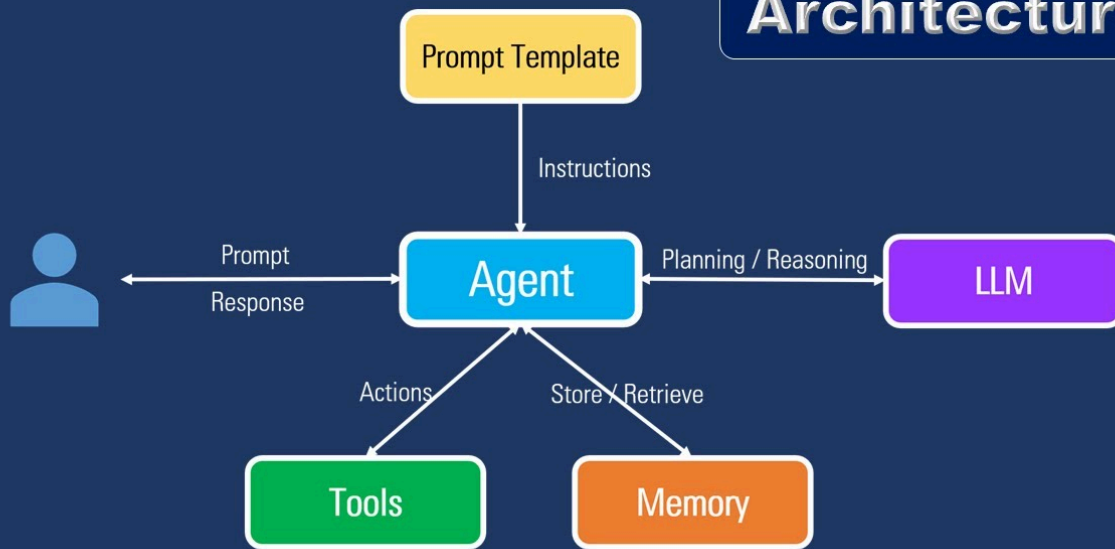 Architectur
Prompt Template
Instructions
Prompt
Response
Agent
Planning / Reasoning
LLM
Actions
Store / Retrieve
Tools
Memory